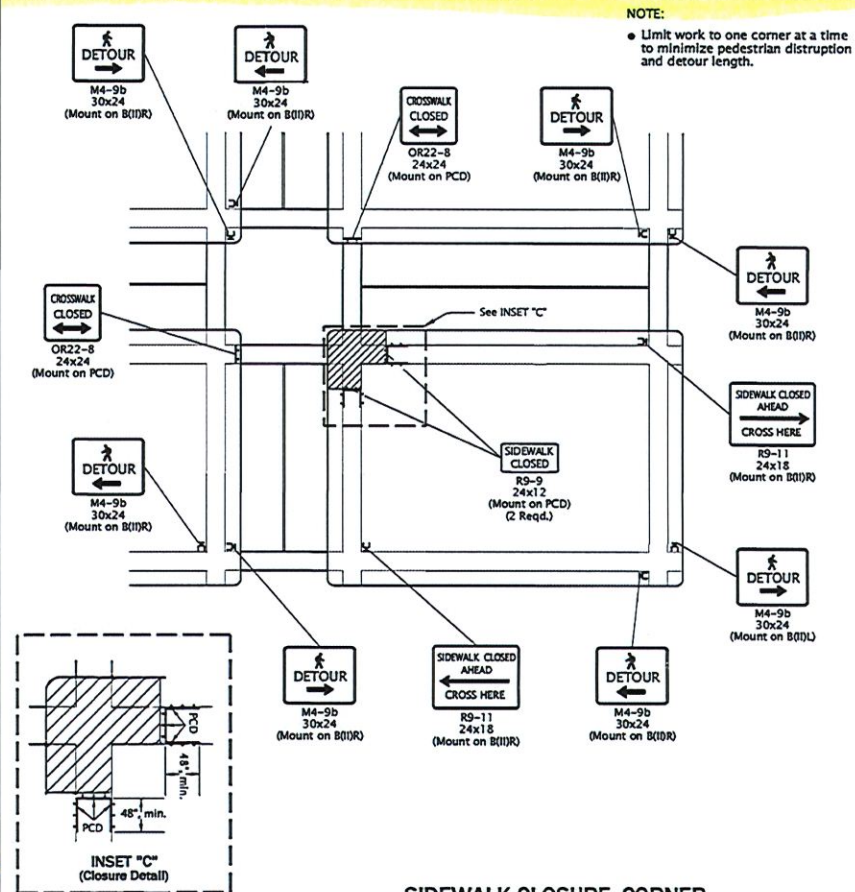 NOTE:
• Limit work to one corner at a time
to minimize pedestrian distruption
and detour length.
DETOUR
M4-9b
30x24
(Mount on B(II)R)
DETOUR
M4-9b
30x24
(Mount on B(II)R)
CROSSWALK
CLOSED
OR22-8
24x24
(Mount on PCD)
DETOUR
M4-9b
30x24
(Mount on B(II)R)
DETOUR
M4-9b
30x24
(Mount on B(II)R)
CROSSWALK
CLOSED
OR22-8
24x24
(Mount on PCD)
See INSET "C"
SIDEWALK CLOSED
AHEAD
CROSS HERE
R9-11
24x18
(Mount on B(II)R)
SIDEWALK
CLOSED
R9-9
24x12
(Mount on PCD)
(2 Reqd.)
DETOUR
M4-9b
30x24
(Mount on B(II)R)
DETOUR
M4-9b
30x24
(Mount on B(II)L)
DETOUR
M4-9b
30x24
(Mount on B(II)R)
SIDEWALK CLOSED
AHEAD
CROSS HERE
R9-11
24x18
(Mount on B(II)R)
DETOUR
M4-9b
30x24
(Mount on B(II)R)
PCD
48", min.
48", min.
PCD
INSET "C"
(Closure Detail)
SIDEWALK CLOSURE, CORNER